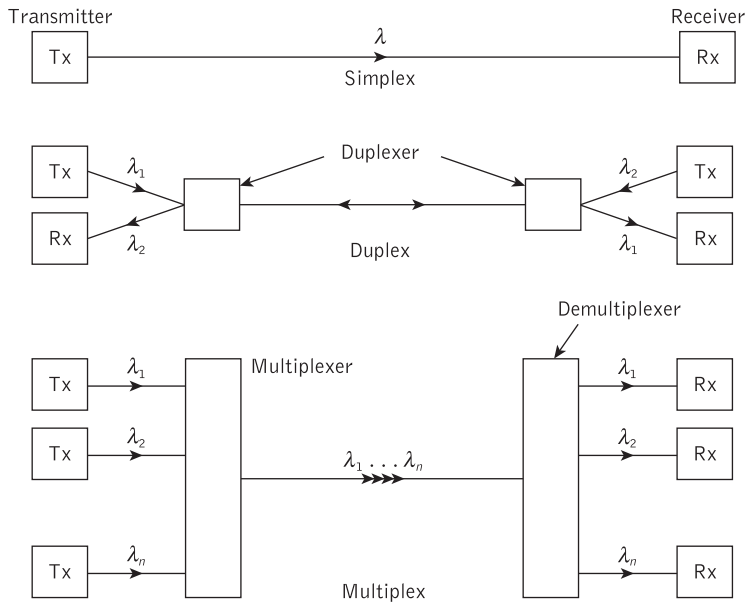 Transmitter Receiver
Tx λ Rx
Simplex
Tx λ₁ Duplexer λ₂ Tx
Rx λ₂ λ₁ Rx
Duplex
Demultiplexer
Tx λ₁ Multiplexer λ₁ Rx
Tx λ₂ λ₂ Rx
λ₁ . . . λₙ
Tx λₙ λₙ Rx
Multiplex